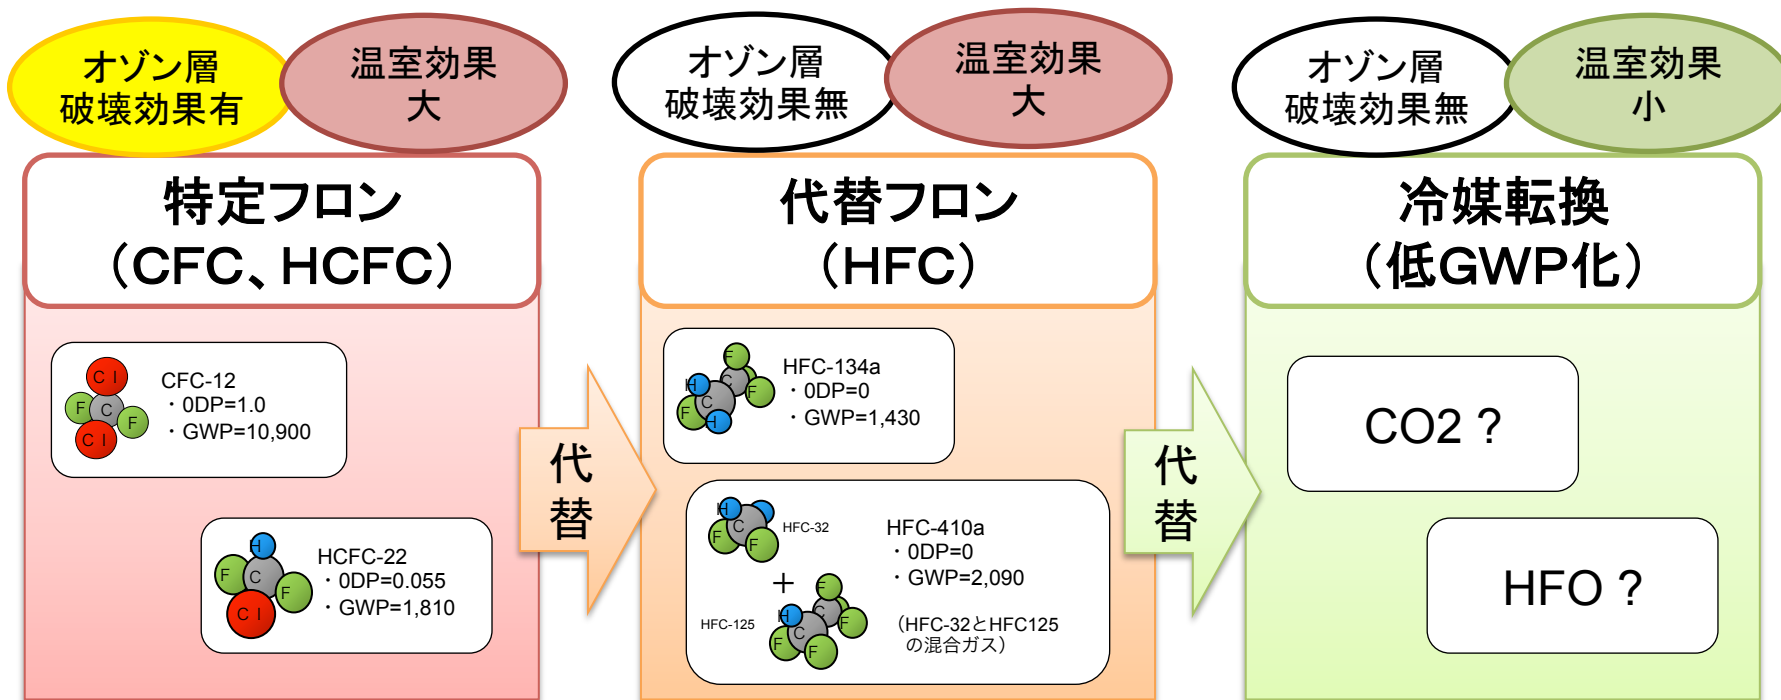 オゾン層
破壊効果有
温室効果
大
オゾン層
破壊効果無
温室効果
大
オゾン層
破壊効果無
温室効果
小
特定フロン
（CFC、HCFC）
Cl
F
C
F
Cl
CFC-12
・0DP=1.0
・GWP=10,900
H
F
C
F
Cl
HCFC-22
・0DP=0.055
・GWP=1,810
代
替
代替フロン
（HFC）
F
H
C
F
F
C
H
HFC-134a
・0DP=0
・GWP=1,430
H
C
F
F
HFC-32
＋
HFC-125
F
H
C
F
C
F
F
HFC-410a
・0DP=0
・GWP=2,090
（HFC-32とHFC125
の混合ガス）
代
替
冷媒転換
（低GWP化）
CO2 ?
HFO ?